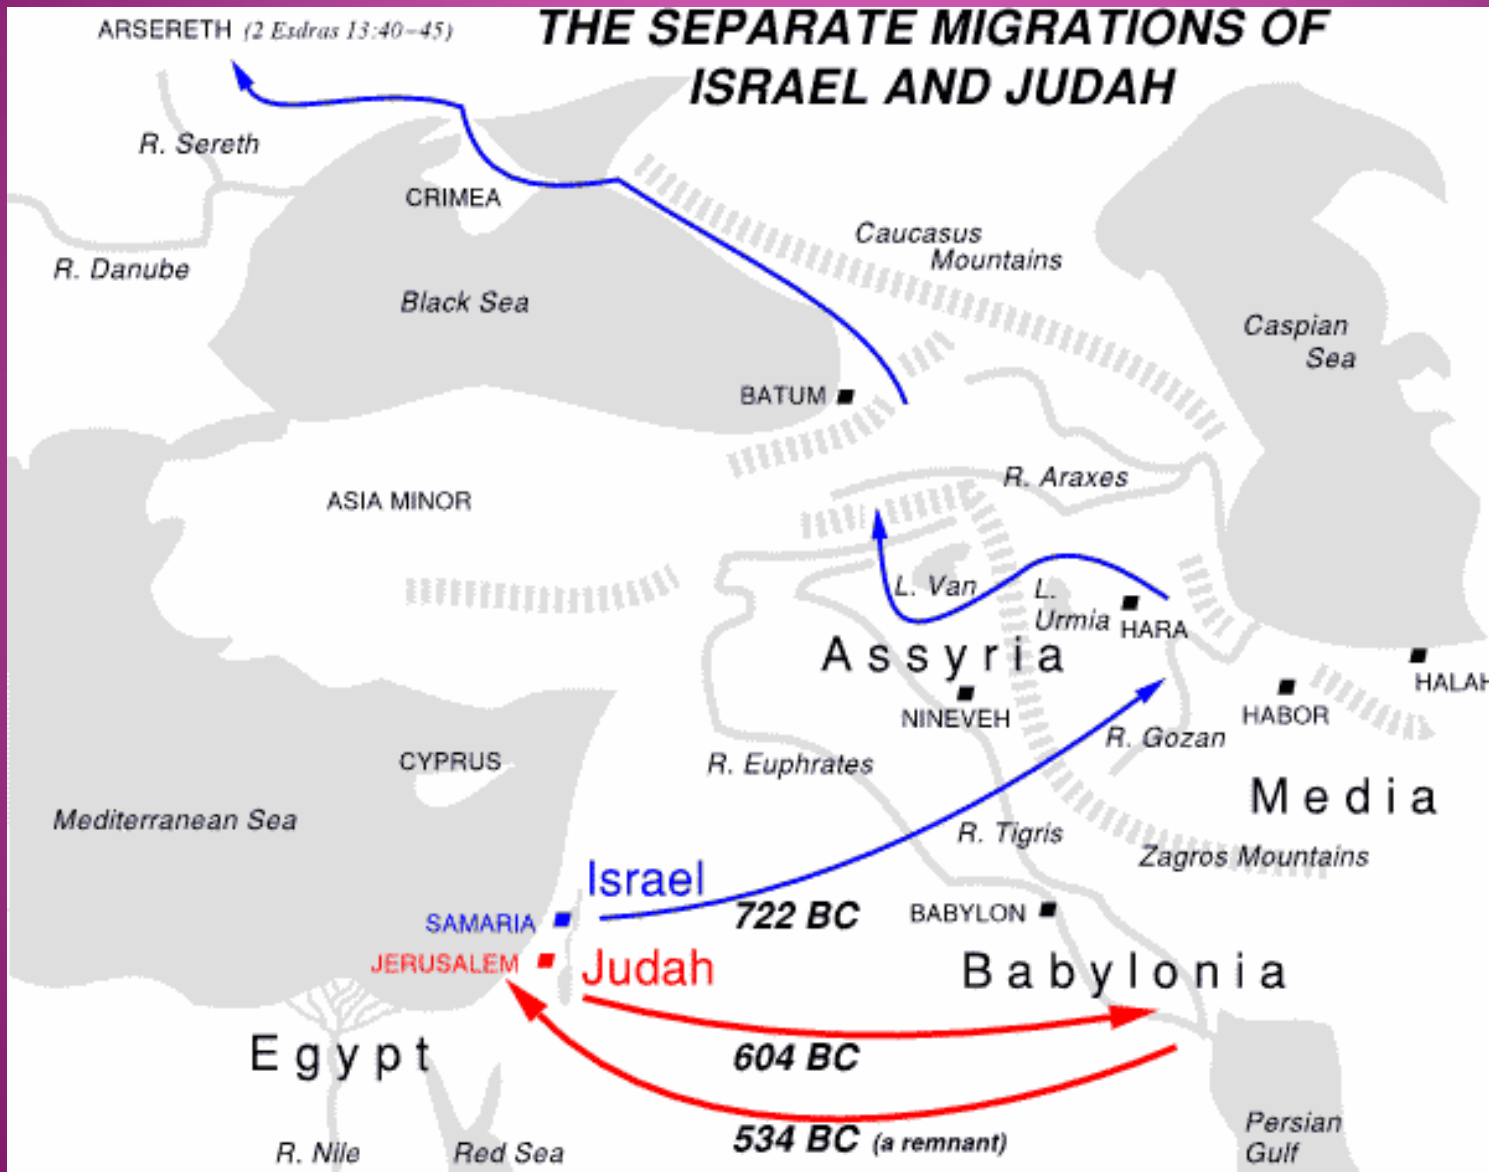 THE SEPARATE MIGRATIONS OF
ISRAEL AND JUDAH
ARSERETH (2 Esdras 13:40-45)
R. Sereth
CRIMEA
R. Danube
Black Sea
Caucasus
Mountains
Caspian
Sea
BATUM
ASIA MINOR
R. Araxes
L. Van
L.
Urmia
HARA
Assyria
NINEVEH
HALAH
HABOR
R. Gozan
CYPRUS
R. Euphrates
Media
Mediterranean Sea
R. Tigris
Zagros Mountains
Israel
SAMARIA
722 BC
BABYLON
JERUSALEM
Judah
Babylonia
Egypt
604 BC
534 BC (a remnant)
R. Nile
Red Sea
Persian
Gulf